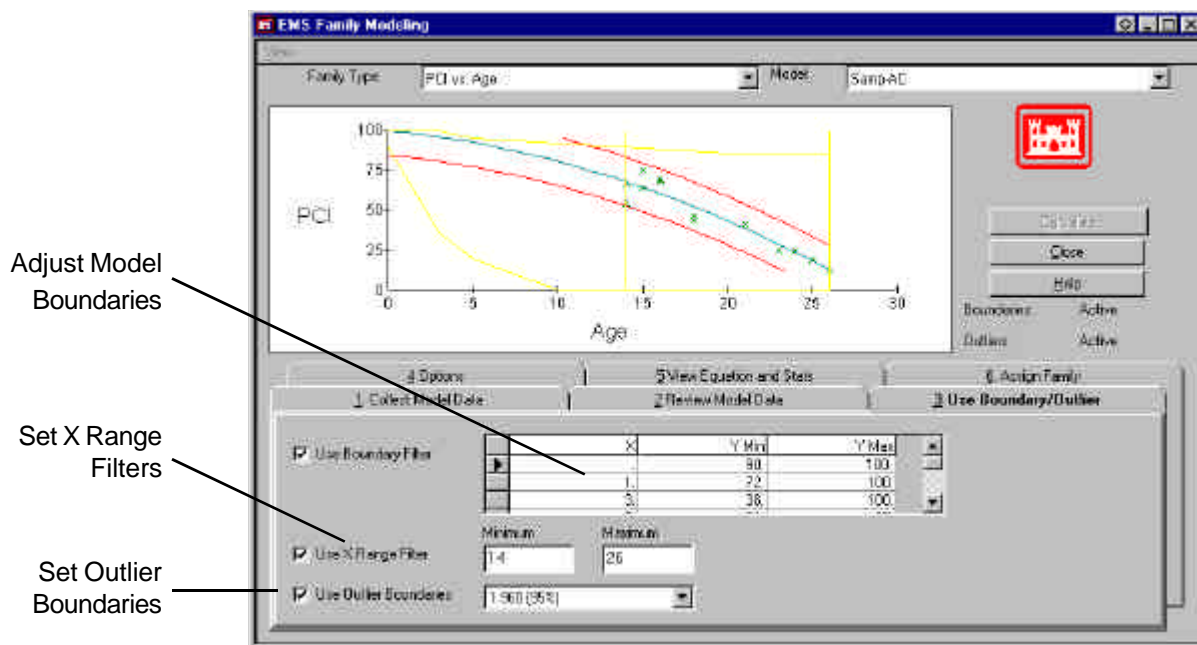 EMS Family Modeling
View
Family Type
PCI vs. Age
Model
Samp-AC
100
75
50
25
0
PCI
0 5 10 15 20 25 30
Age
Close
Help
Boundaries Active
Outliers Active
4 Options
5 View Equation and Stats
6 Assign Family
1 Collect Model Data
2 Review Model Data
3 Use Boundary/Outlier
Use Boundary Filter
X Y Min Y Max
. 90. 100.
1. 72. 100.
3. 36. 100.
Minimum Maximum
Use X Range Filter
14 26
Use Outlier Boundaries
1.960 (95%)
Adjust Model
Boundaries
Set X Range
Filters
Set Outlier
Boundaries